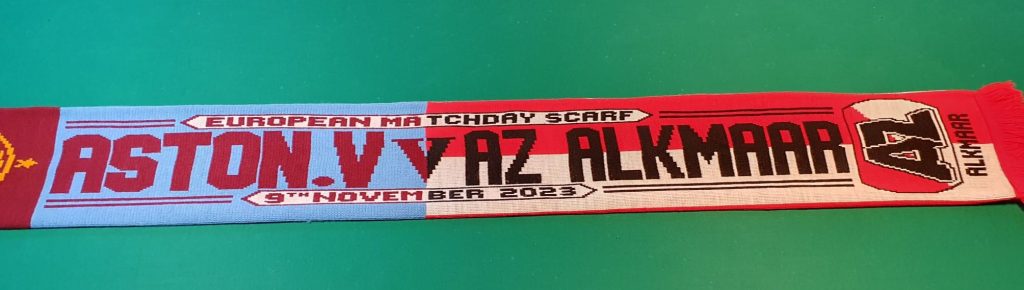 EUROPEAN MATCHDAY SCARF
ASTON.V V AZ ALKMAAR
9TH NOVEMBER 2023
AZ
ALKMAAR